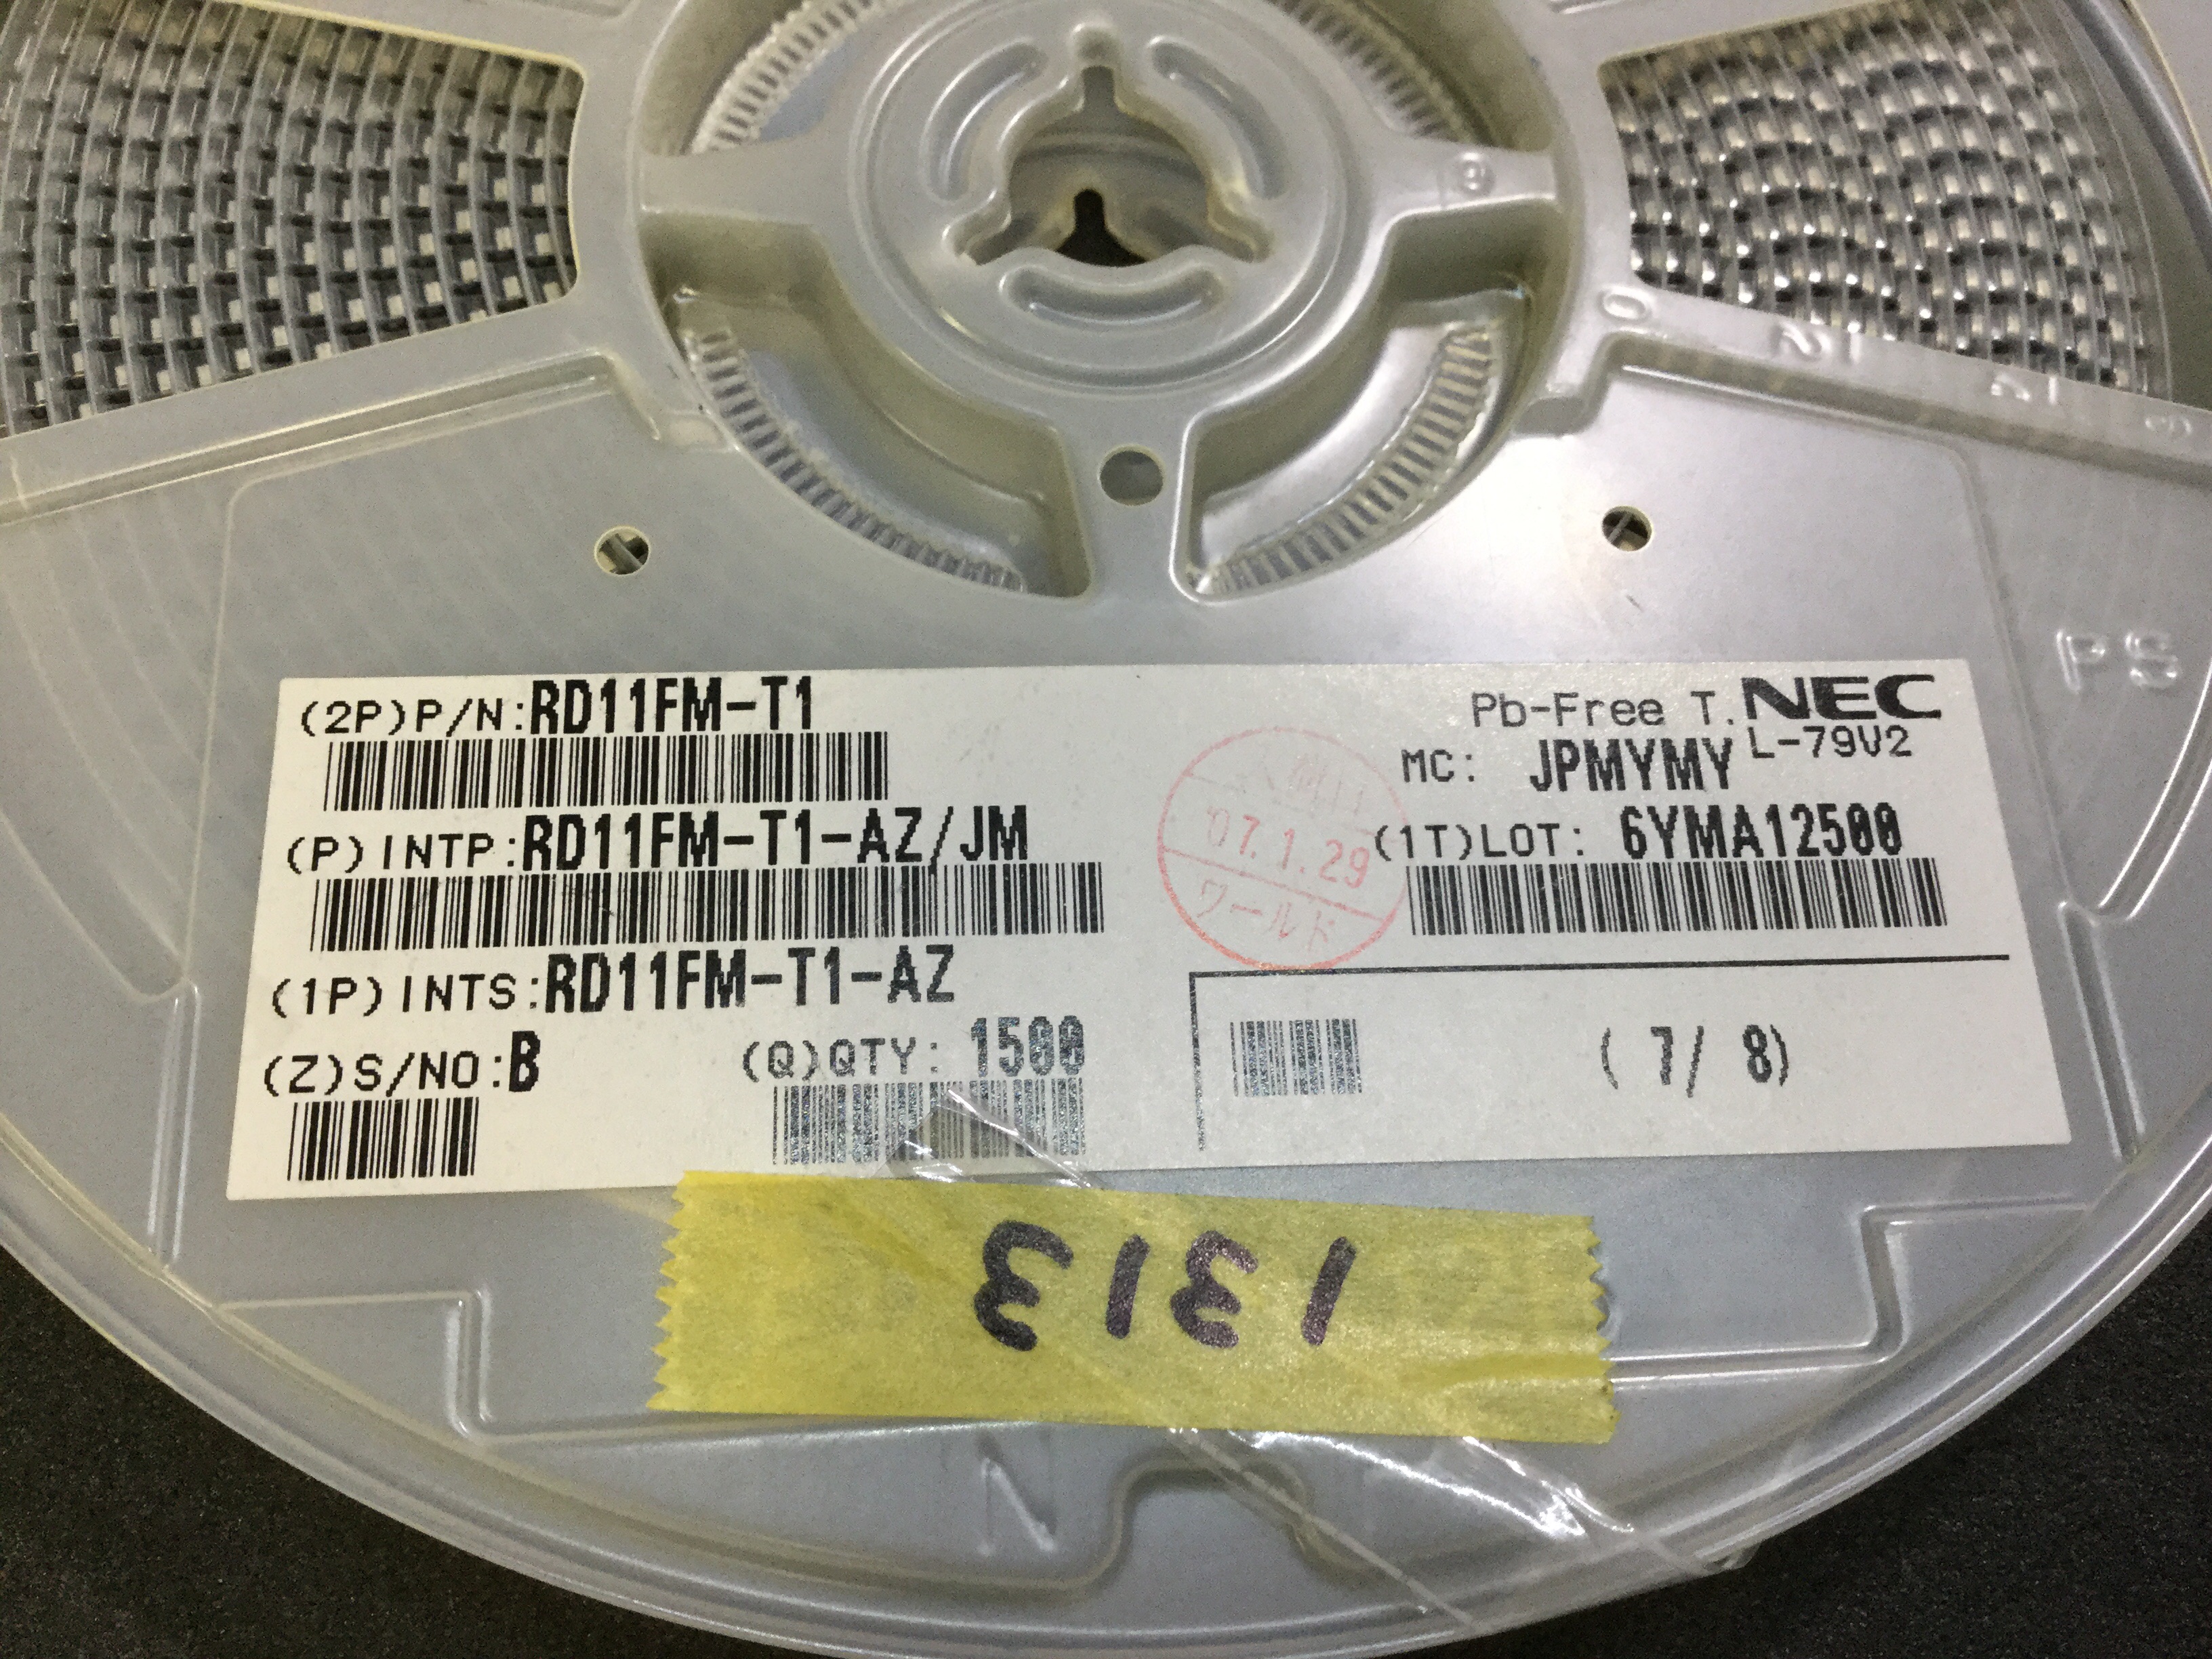 (2P)P/N:RD11FM-T1
Pb-Free T. NEC
MC: JPMYMY L-79V2
(P)INTP:RD11FM-T1-AZ/JM
(1T)LOT: 6YMA12500
'07.1.29
ワールド
(1P)INTS:RD11FM-T1-AZ
(Z)S/NO:B
(Q)QTY: 1500
( 7/ 8)
1313
PS